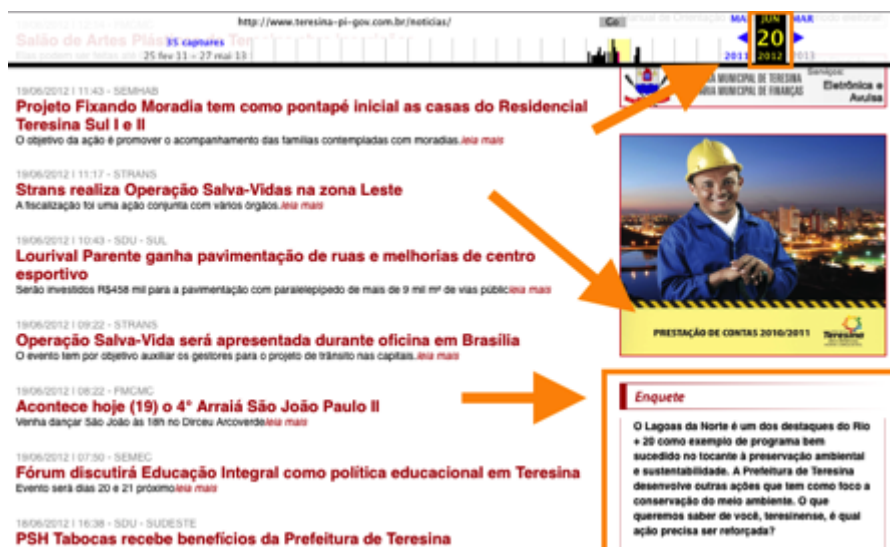 http://www.teresina-pi-gov.com.br/noticias/
Go
JUN
MAR
35 capturas
25 fev 11 – 27 mai 13
20
2011
2012
2013
Salão de Artes
19/06/2012 | 11:43 - SEMHAB
Projeto Fixando Moradia tem como pontapé inicial as casas do Residencial
Teresina Sul I e II
O objetivo da ação é promover o acompanhamento das famílias contempladas com moradias.leia mais
19/06/2012 | 11:17 - STRANS
Strans realiza Operação Salva-Vidas na zona Leste
A fiscalização foi uma ação conjunta com vários órgãos.leia mais
19/06/2012 | 10:43 - SDU - SUL
Lourival Parente ganha pavimentação de ruas e melhorias de centro
esportivo
Serão investidos R$458 mil para a pavimentação com paralelepípedo de mais de 9 mil m² de vias públicleia mais
19/06/2012 | 09:22 - STRANS
Operação Salva-Vida será apresentada durante oficina em Brasília
O evento tem por objetivo auxiliar os gestores para o projeto de trânsito nas capitais.leia mais
19/06/2012 | 08:22 - FMCMC
Acontece hoje (19) o 4° Arraiá São João Paulo II
Venha dançar São João às 18h no Dirceu Arcoverdeleia mais
19/06/2012 | 07:50 - SEMEC
Fórum discutirá Educação Integral como política educacional em Teresina
Evento será dias 20 e 21 próximoleia mais
18/06/2012 | 16:38 - SDU - SUDESTE
PSH Tabocas recebe benefícios da Prefeitura de Teresina
MUNICIPAL DE TERESINA
MUNICIPAL DE FINANÇAS
Serviços:
Eletrônica e
Avulsa
PRESTAÇÃO DE CONTAS 2010/2011
Teresina
Enquete
O Lagoas da Norte é um dos destaques do Rio
+ 20 como exemplo de programa bem
sucedido no tocante à preservação ambiental
e sustentabilidade. A Prefeitura de Teresina
desenvolve outras ações que tem como foco a
conservação do meio ambiente. O que
queremos saber de você, teresinense, é qual
ação precisa ser reforçada?